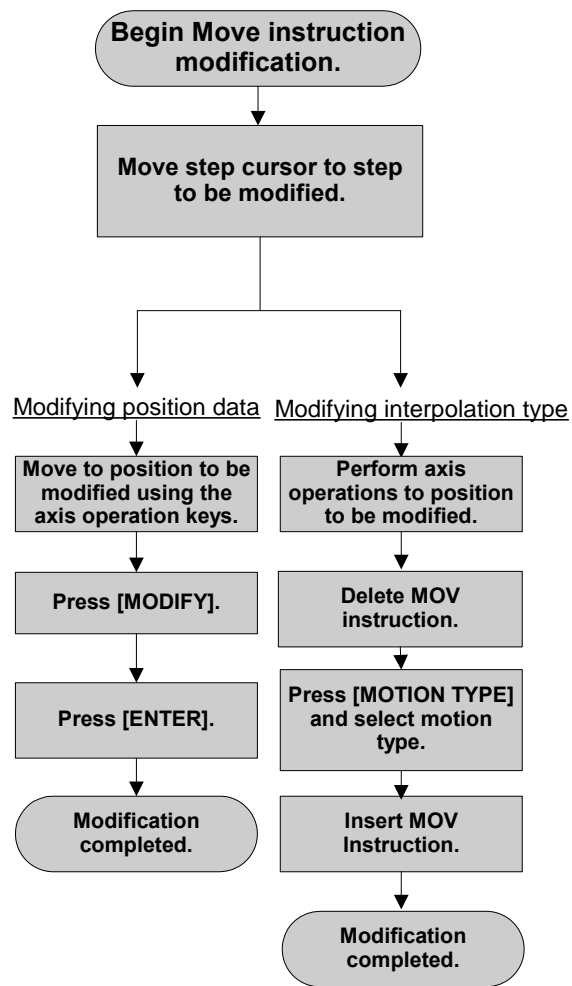 Begin Move instruction
modification.
Move step cursor to step
to be modified.
Modifying position data
Move to position to be
modified using the
axis operation keys.
Press [MODIFY].
Press [ENTER].
Modification
completed.
Modifying interpolation type
Perform axis
operations to position
to be modified.
Delete MOV
instruction.
Press [MOTION TYPE]
and select motion
type.
Insert MOV
Instruction.
Modification
completed.